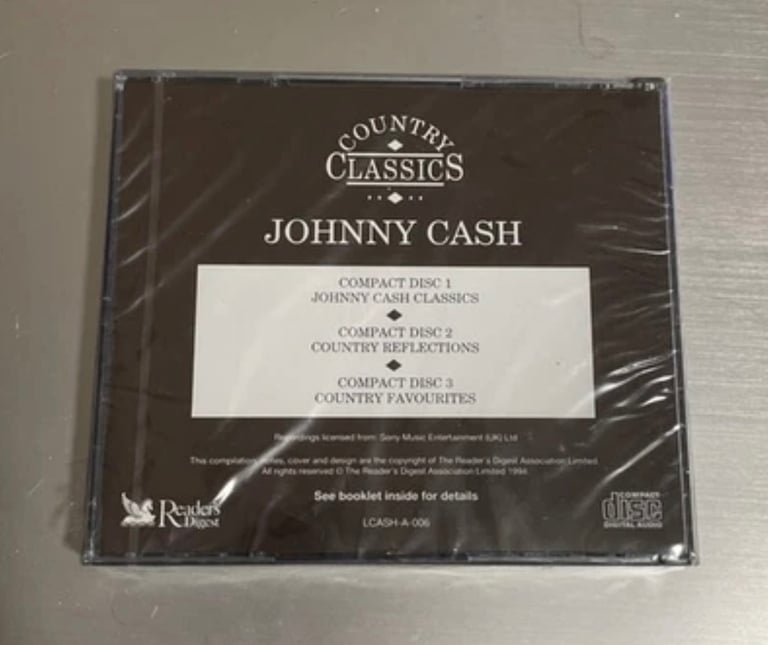 COUNTRY
CLASSICS
JOHNNY CASH
COMPACT DISC 1
JOHNNY CASH CLASSICS
COMPACT DISC 2
COUNTRY REFLECTIONS
COMPACT DISC 3
COUNTRY FAVOURITES
Recordings licensed from: Sony Music Entertainment (UK) Ltd
This compilation, notes, cover and design are the copyright of The Reader's Digest Association Limited.
All rights reserved © The Reader's Digest Association Limited 1994
See booklet inside for details
Reader's
Digest
LCASH-A-006
COMPACT
disc
DIGITAL AUDIO